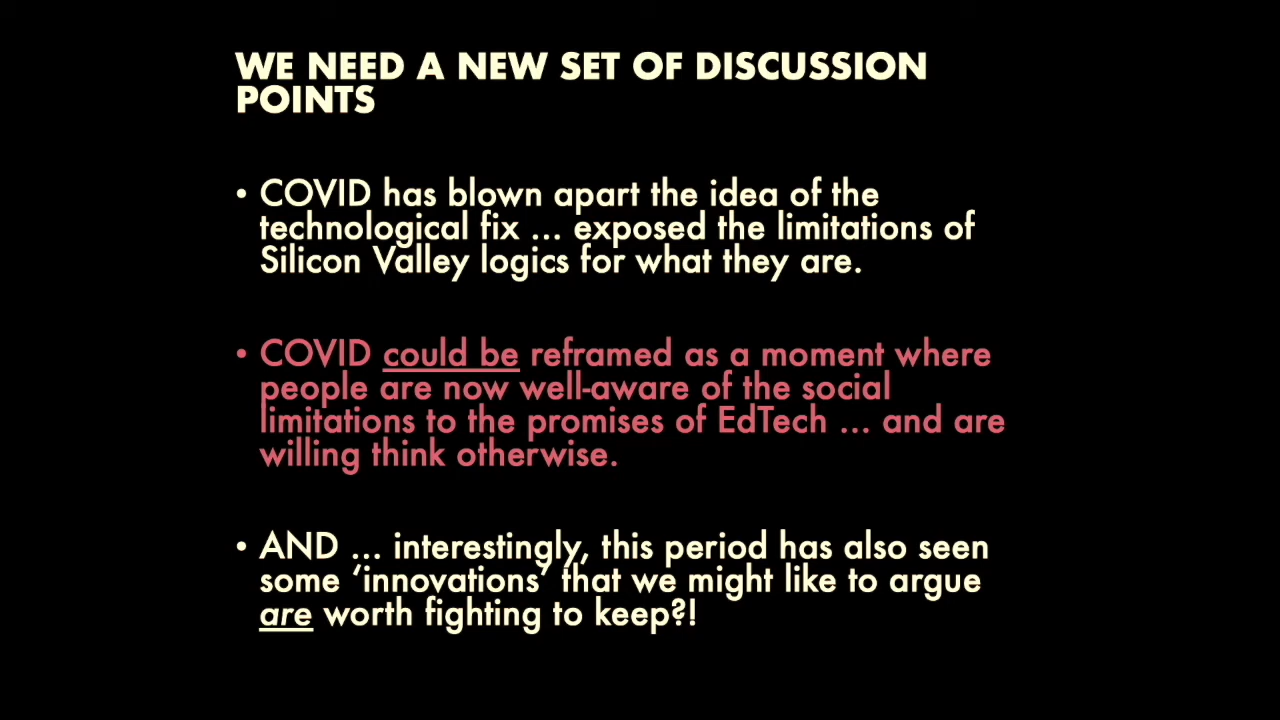 WE NEED A NEW SET OF DISCUSSION
POINTS
• COVID has blown apart the idea of the
technological fix ... exposed the limitations of
Silicon Valley logics for what they are.
• COVID could be reframed as a moment where
people are now well-aware of the social
limitations to the promises of EdTech ... and are
willing think otherwise.
• AND ... interestingly, this period has also seen
some ‘innovations’ that we might like to argue
are worth fighting to keep?!